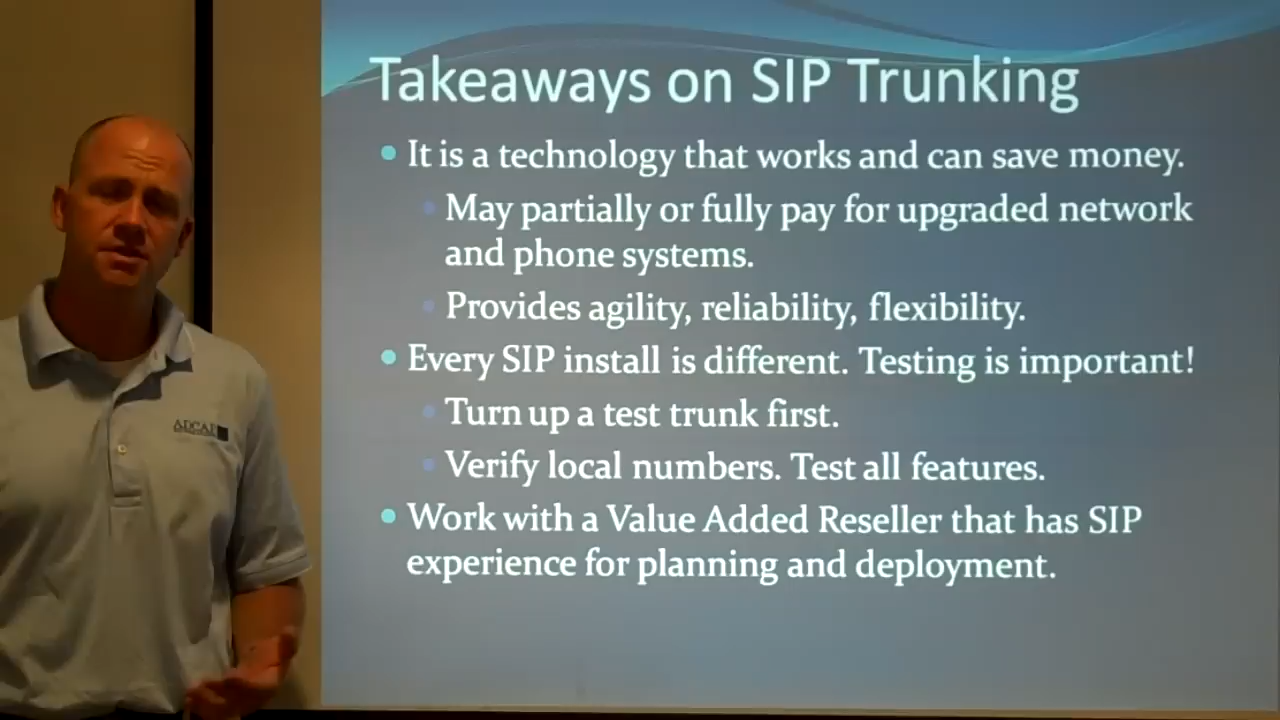 Takeaways on SIP Trunking
It is a technology that works and can save money.
May partially or fully pay for upgraded network
and phone systems.
Provides agility, reliability, flexibility.
Every SIP install is different. Testing is important!
Turn up a test trunk first.
Verify local numbers. Test all features.
Work with a Value Added Reseller that has SIP
experience for planning and deployment.
ADCAP